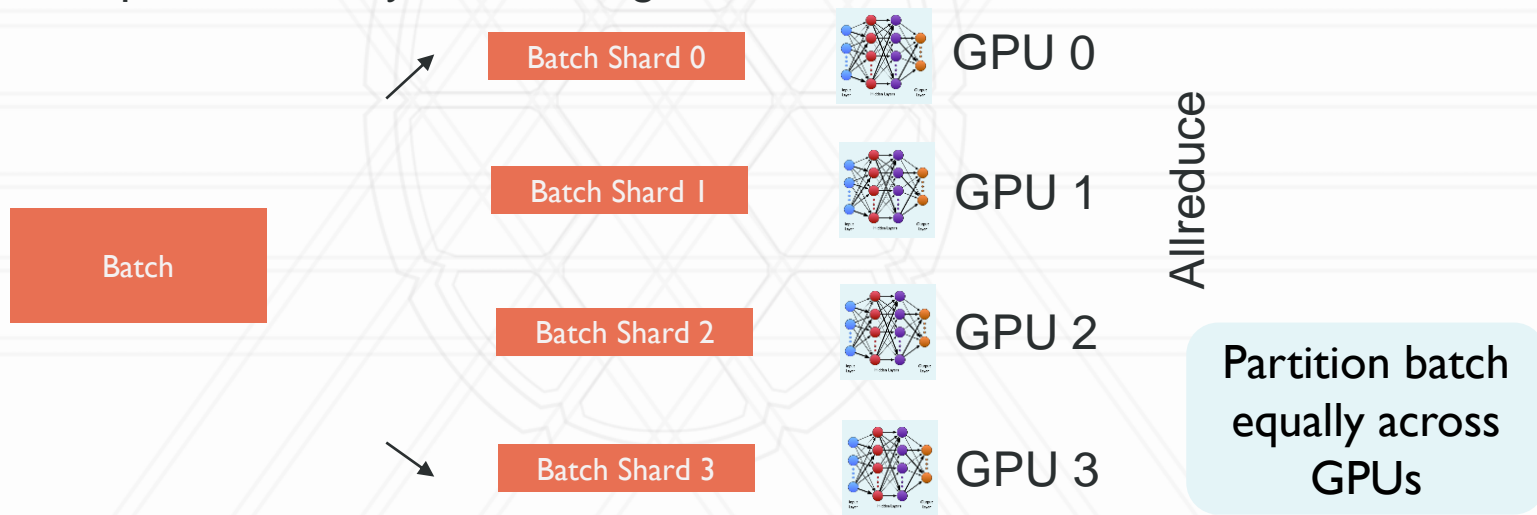 Batch Shard 0
GPU 0
Batch Shard 1
GPU 1
Allreduce
Batch
Batch Shard 2
GPU 2
Partition batch
equally across
GPUs
Batch Shard 3
GPU 3